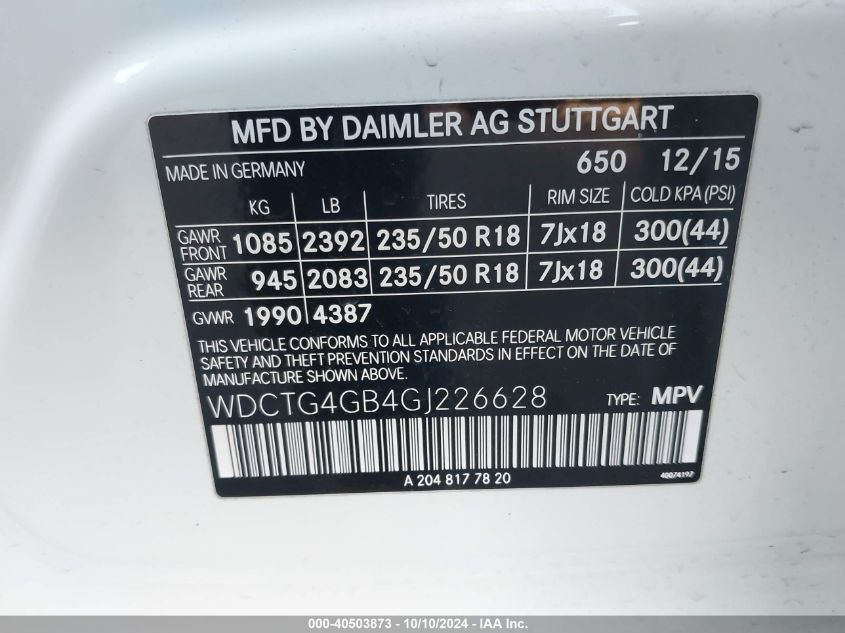 MFD BY DAIMLER AG STUTTGART
MADE IN GERMANY 650 12/15
KG LB TIRES RIM SIZE COLD KPA (PSI)
GAWR FRONT 1085 2392 235/50 R18 7Jx18 300(44)
GAWR REAR 945 2083 235/50 R18 7Jx18 300(44)
GVWR 1990 4387
THIS VEHICLE CONFORMS TO ALL APPLICABLE FEDERAL MOTOR VEHICLE
SAFETY AND THEFT PREVENTION STANDARDS IN EFFECT ON THE DATE OF
MANUFACTURE SHOWN ABOVE.
WDCTG4GB4GJ226628 TYPE: MPV
A 204 817 78 20 40074197
000-40503873 - 10/10/2024 - IAA Inc.